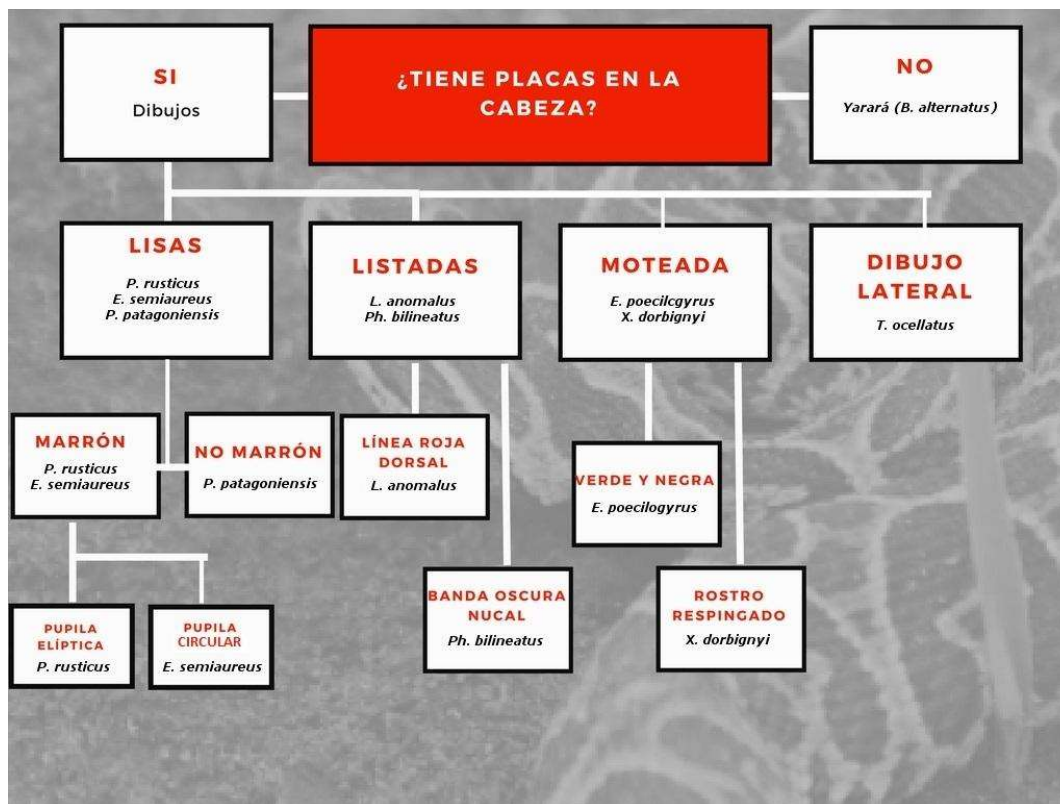 SI
Dibujos
¿TIENE PLACAS EN LA
CABEZA?
NO
Yarará (B. alternatus)
LISAS
P. rusticus
E. semiaureus
P. patagoniensis
LISTADAS
L. anomalus
Ph. bilineatus
MOTEADA
E. poecilcgyrus
X. dorbignyi
DIBUJO
LATERAL
T. ocellatus
MARRÓN
P. rusticus
E. semiaureus
NO MARRÓN
P. patagoniensis
LÍNEA ROJA
DORSAL
L. anomalus
VERDE Y NEGRA
E. poecilogyrus
BANDA OSCURA
NUCAL
Ph. bilineatus
ROSTRO
RESPINGADO
X. dorbignyi
PUPILA
ELÍPTICA
P. rusticus
PUPILA
CIRCULAR
E. semiaureus